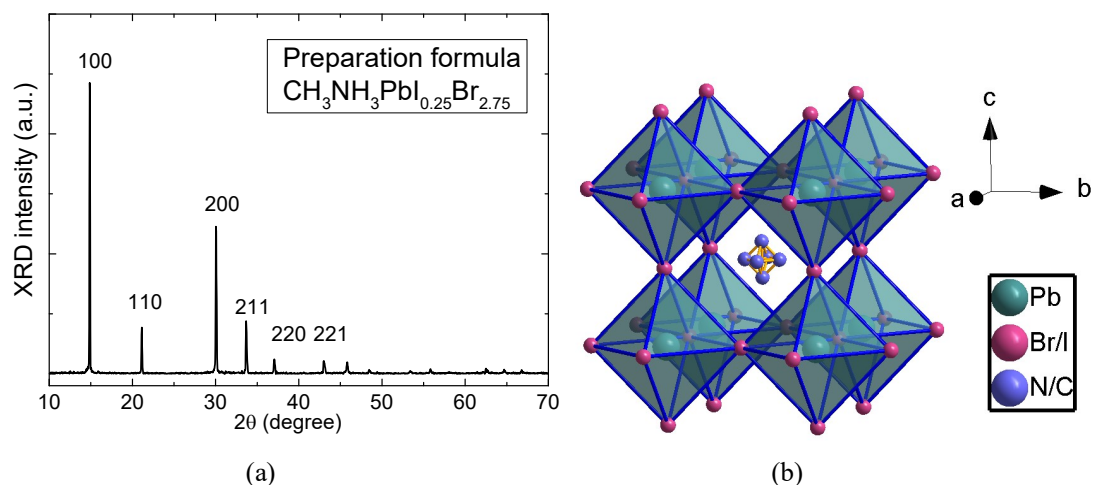 XRD intensity (a.u.)
100
110
200
211
220
221
Preparation formula
CH₃NH₃PbI₀.₂₅Br₂.₇₅
10
20
30
40
50
60
70
2θ (degree)
(a)
c
a
b
Pb
Br/I
N/C
(b)